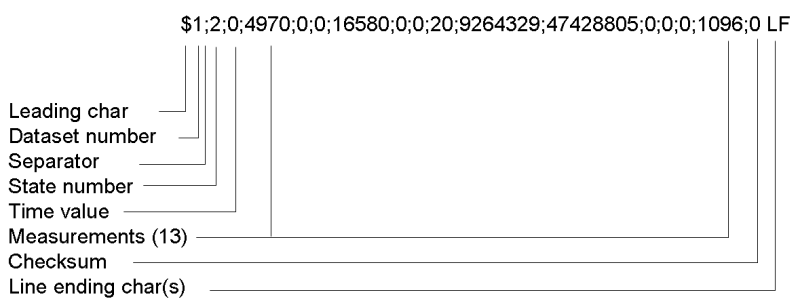 $1;2;0;4970;0;0;16580;0;0;20;9264329;47428805;0;0;0;1096;0 LF
Leading char
Dataset number
Separator
State number
Time value
Measurements (13)
Checksum
Line ending char(s)